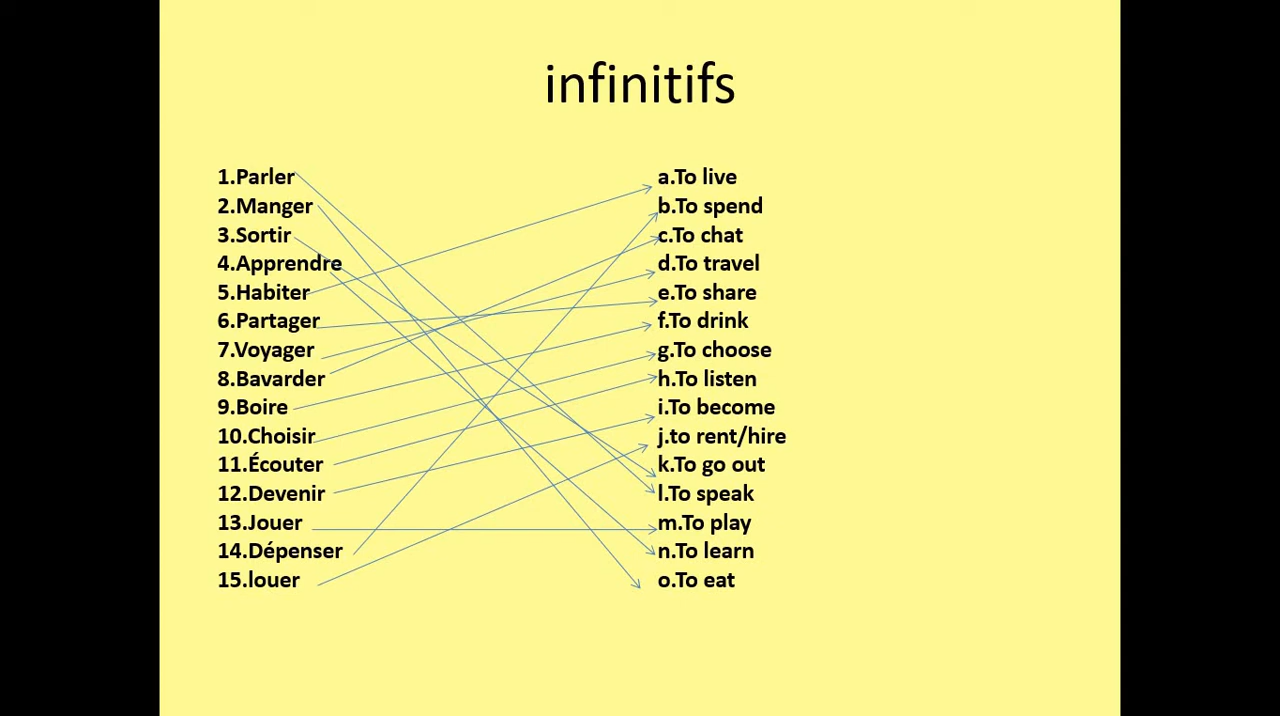 infinitifs
1.Parler
2.Manger
3.Sortir
4.Apprendre
5.Habiter
6.Partager
7.Voyager
8.Bavarder
9.Boire
10.Choisir
11.Écouter
12.Devenir
13.Jouer
14.Dépenser
15.louer
a.To live
b.To spend
c.To chat
d.To travel
e.To share
f.To drink
g.To choose
h.To listen
i.To become
j.to rent/hire
k.To go out
l.To speak
m.To play
n.To learn
o.To eat